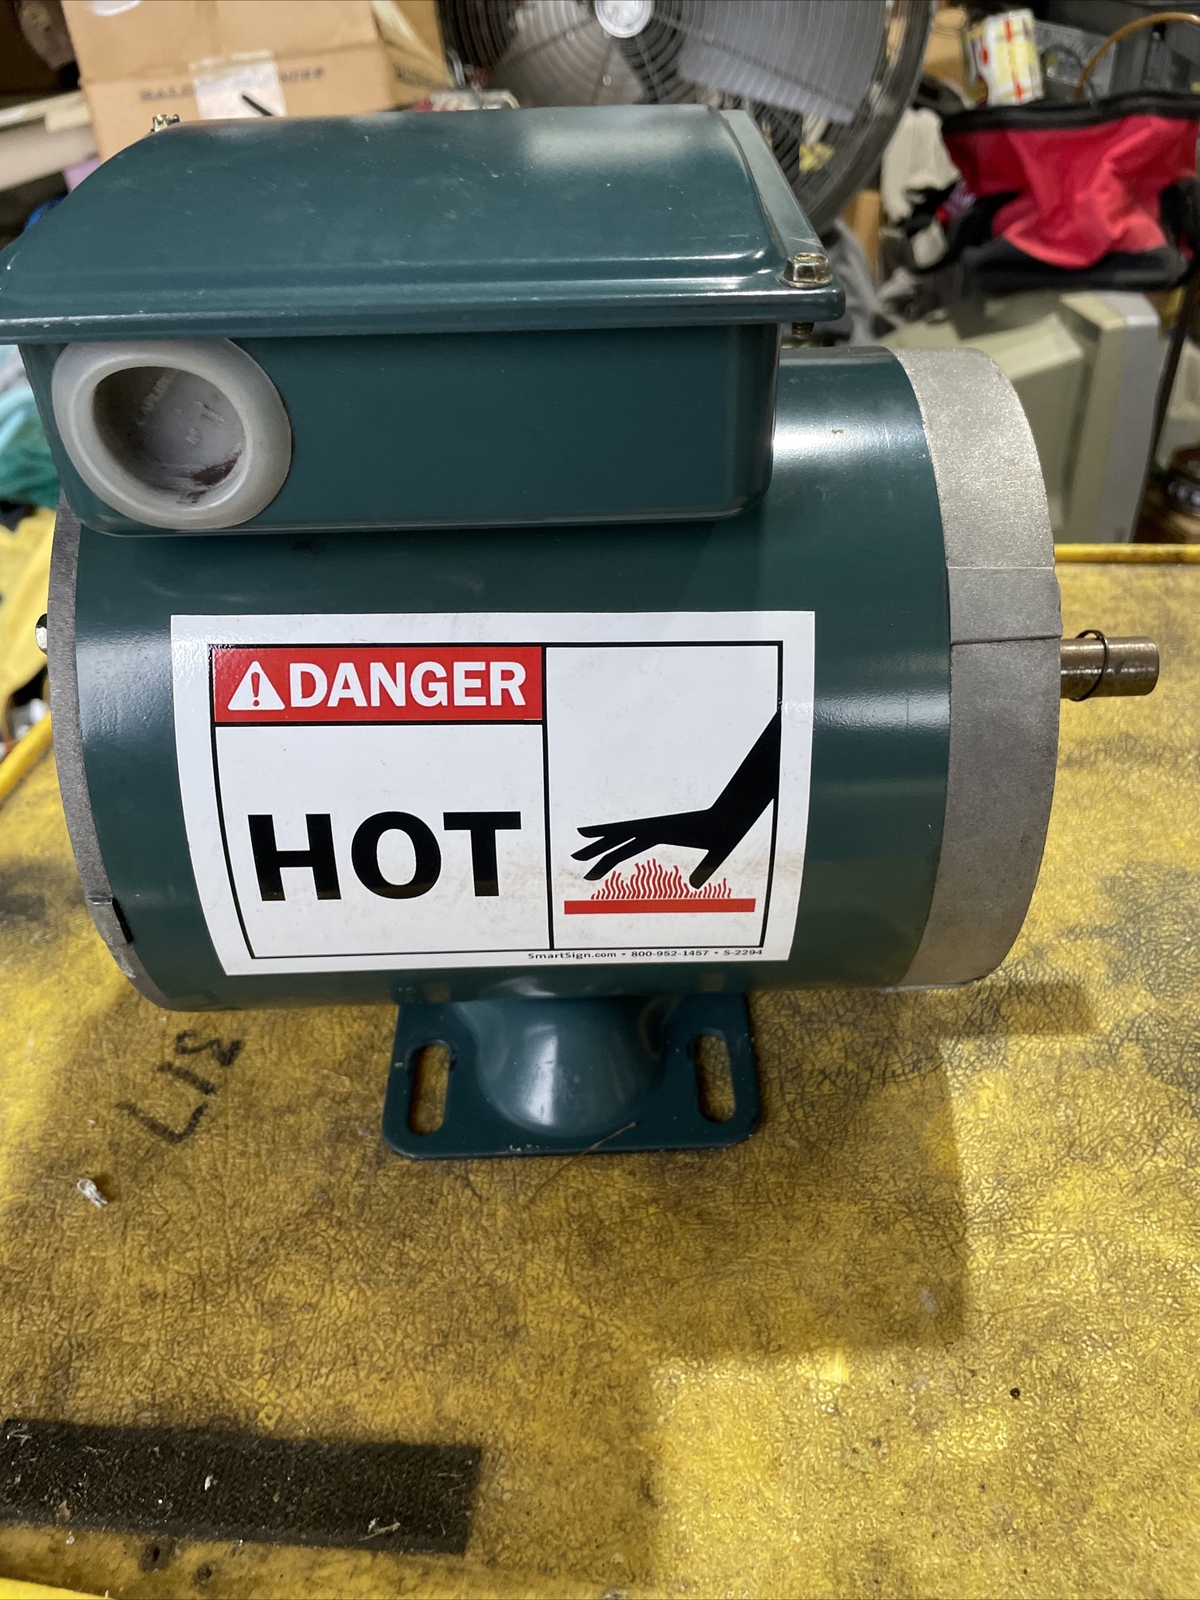 DANGER
HOT
SmartSign.com • 800-952-1457 • S-2294